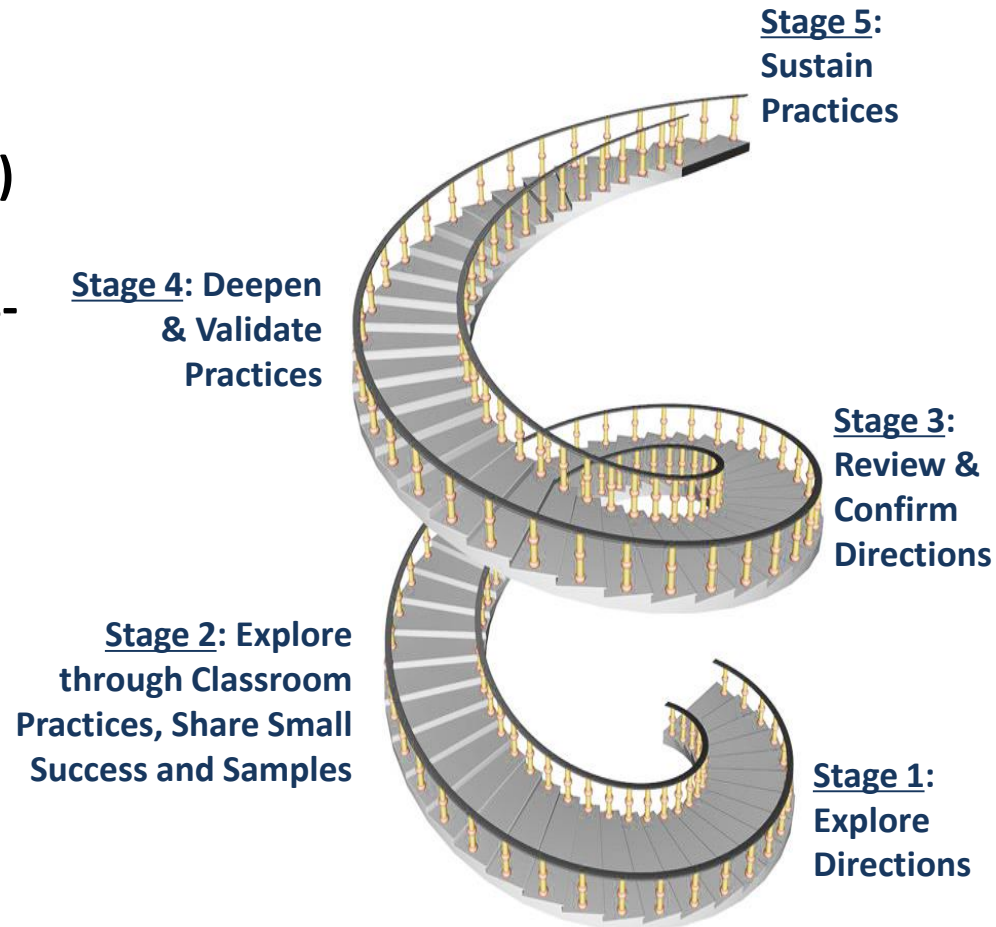 Stage 5:
Sustain
Practices
)
Stage 4: Deepen
& Validate
Practices
-
Stage 3:
Review &
Confirm
Directions
Stage 2: Explore
through Classroom
Practices, Share Small
Success and Samples
Stage 1:
Explore
Directions